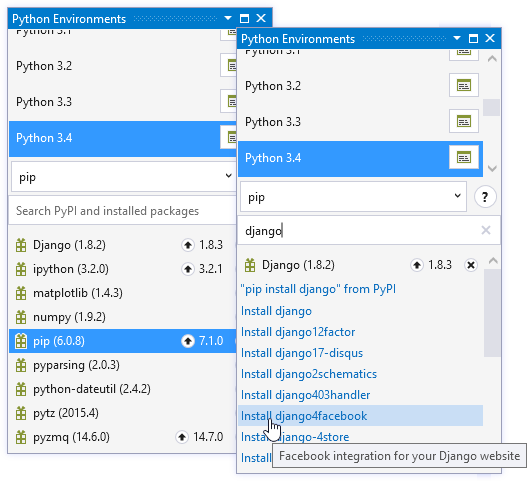 Python Environments
Python 3.1
Python 3.2
Python 3.3
Python 3.4
pip
Search PyPI and installed packages
Django (1.8.2) 1.8.3
ipython (3.2.0) 3.2.1
matplotlib (1.4.3)
numpy (1.9.2)
pip (6.0.8) 7.1.0
pyparsing (2.0.3)
python-dateutil (2.4.2)
pytz (2015.4)
pyzmq (14.6.0) 14.7.0
Python Environments
Python 3.1
Python 3.2
Python 3.3
Python 3.4
pip ?
django
Django (1.8.2) 1.8.3
"pip install django" from PyPI
Install django
Install django12factor
Install django17-disqus
Install django2schematics
Install django403handler
Install django4facebook
Install django-4store
Install
Facebook integration for your Django website